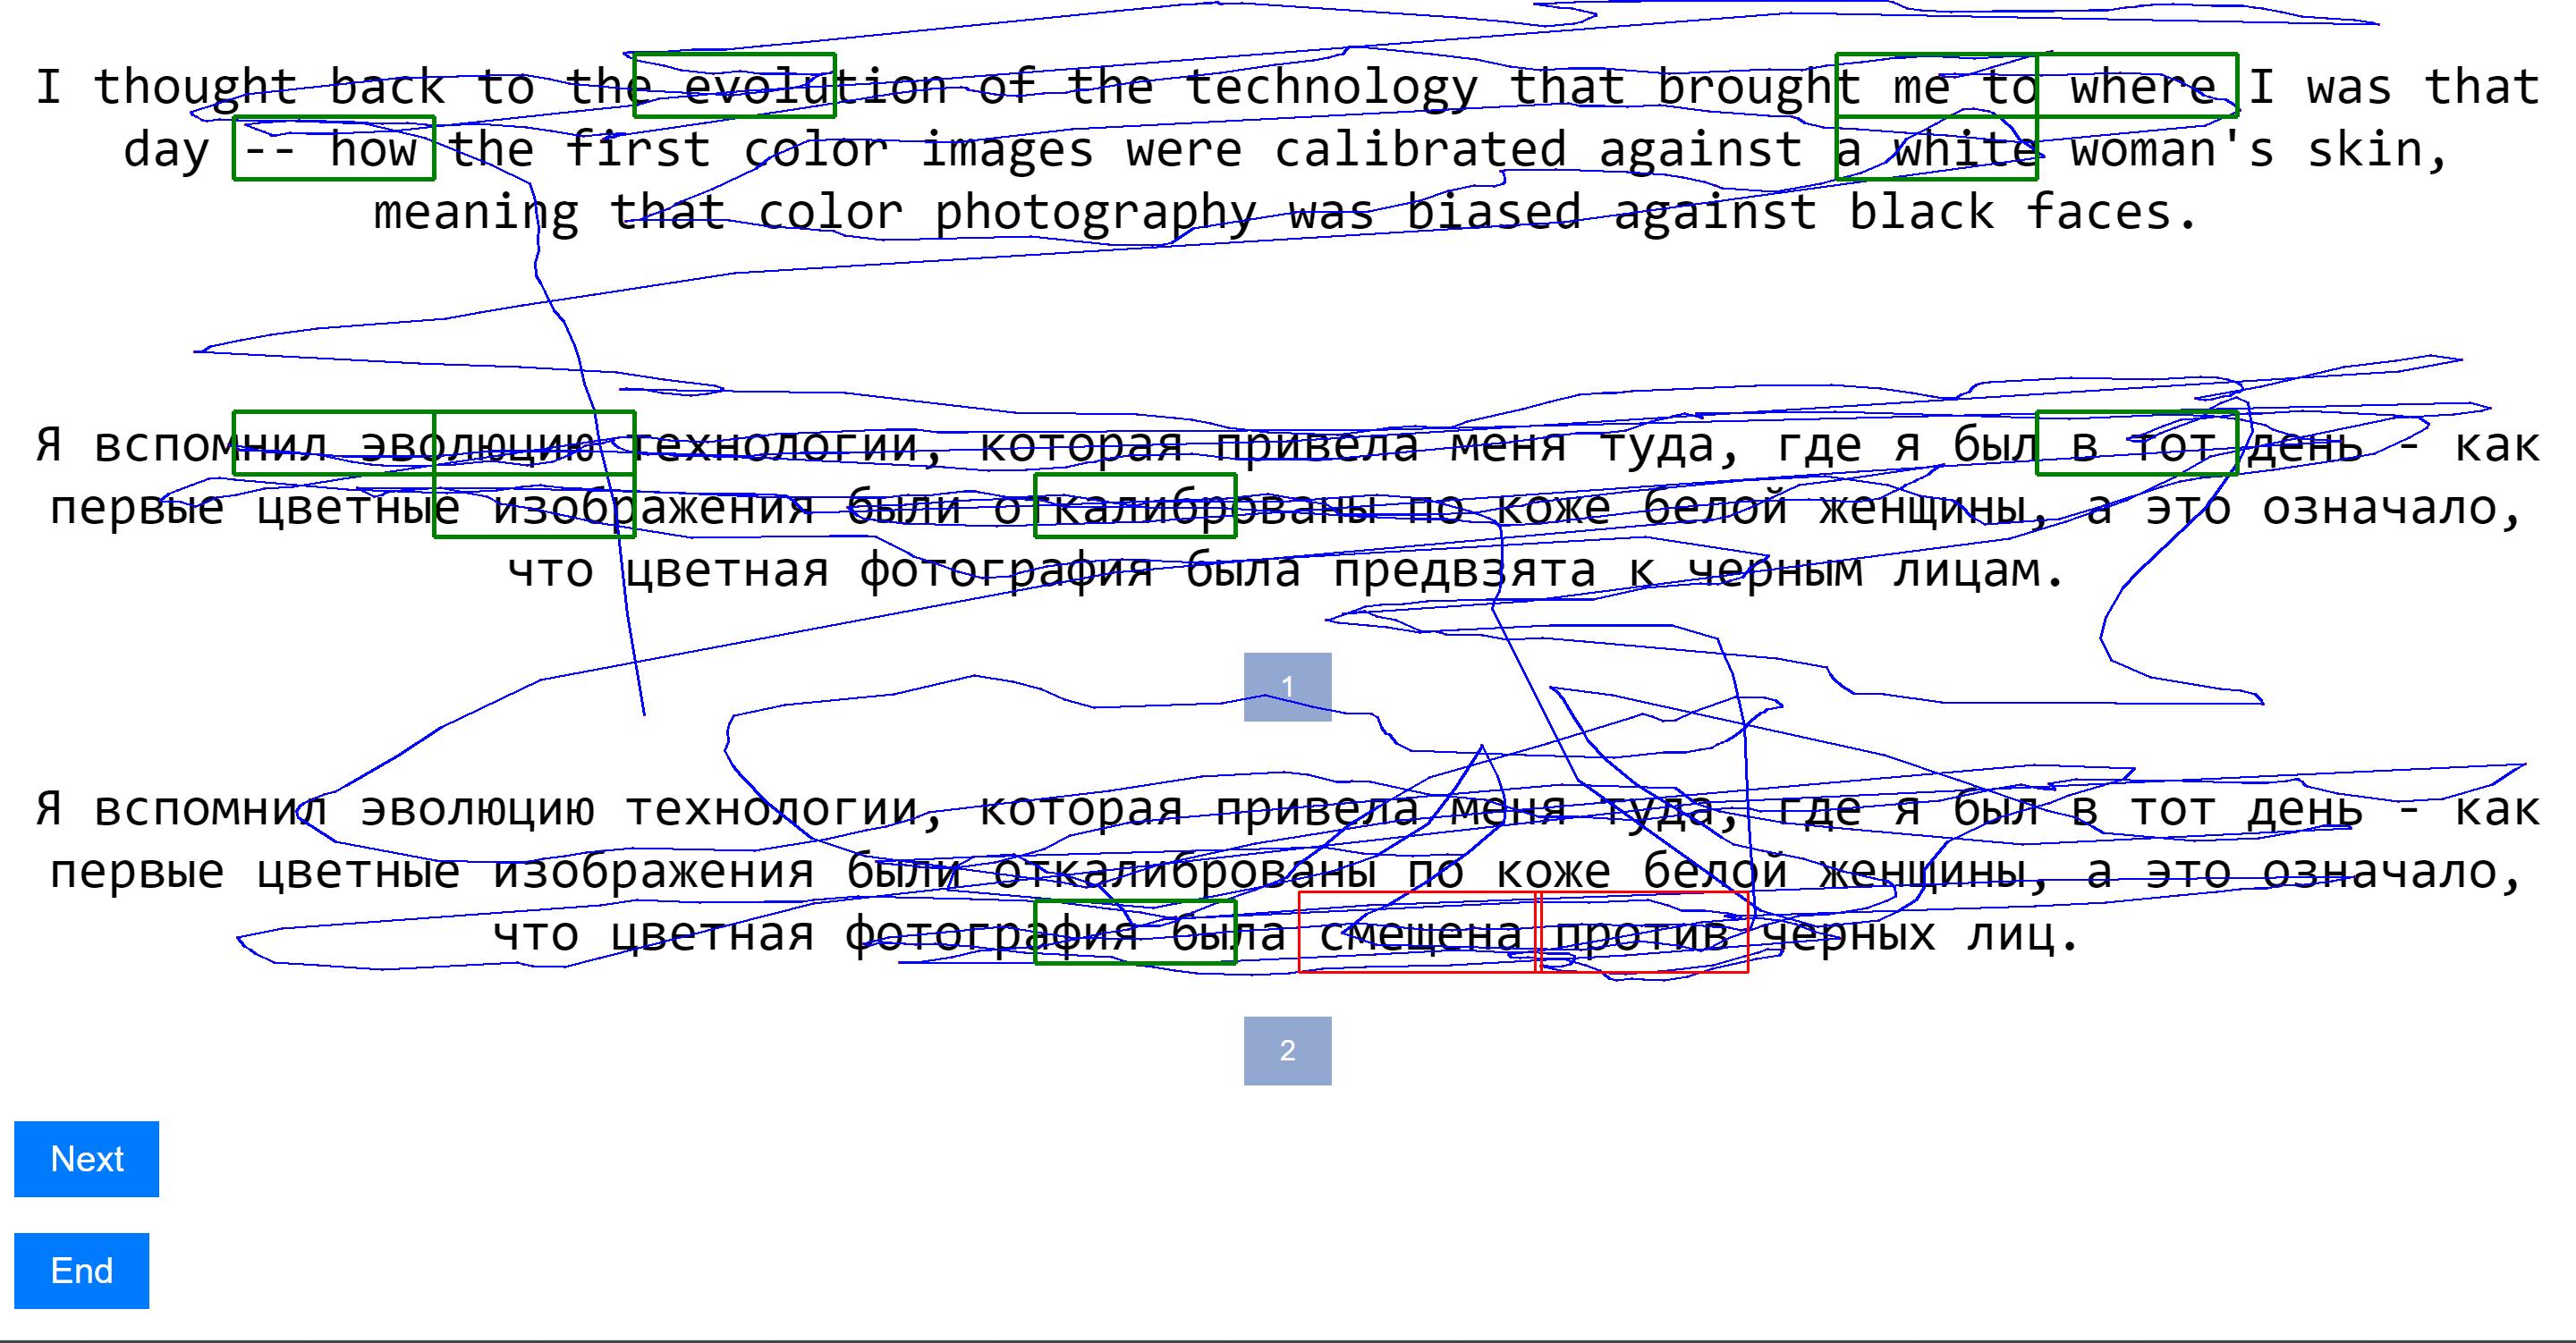 I thought back to the evolution of the technology that brought me to where I was that
day -- how the first color images were calibrated against a white woman's skin,
meaning that color photography was biased against black faces.
Я вспомнил эволюцию технологии, которая привела меня туда, где я был в тот день - как
первые цветные изображения были откалиброваны по коже белой женщины, а это означало,
что цветная фотография была предвзята к черным лицам.
1
Я вспомнил эволюцию технологии, которая привела меня туда, где я был в тот день - как
первые цветные изображения были откалиброваны по коже белой женщины, а это означало,
что цветная фотография была смещена против черных лиц.
2
Next
End